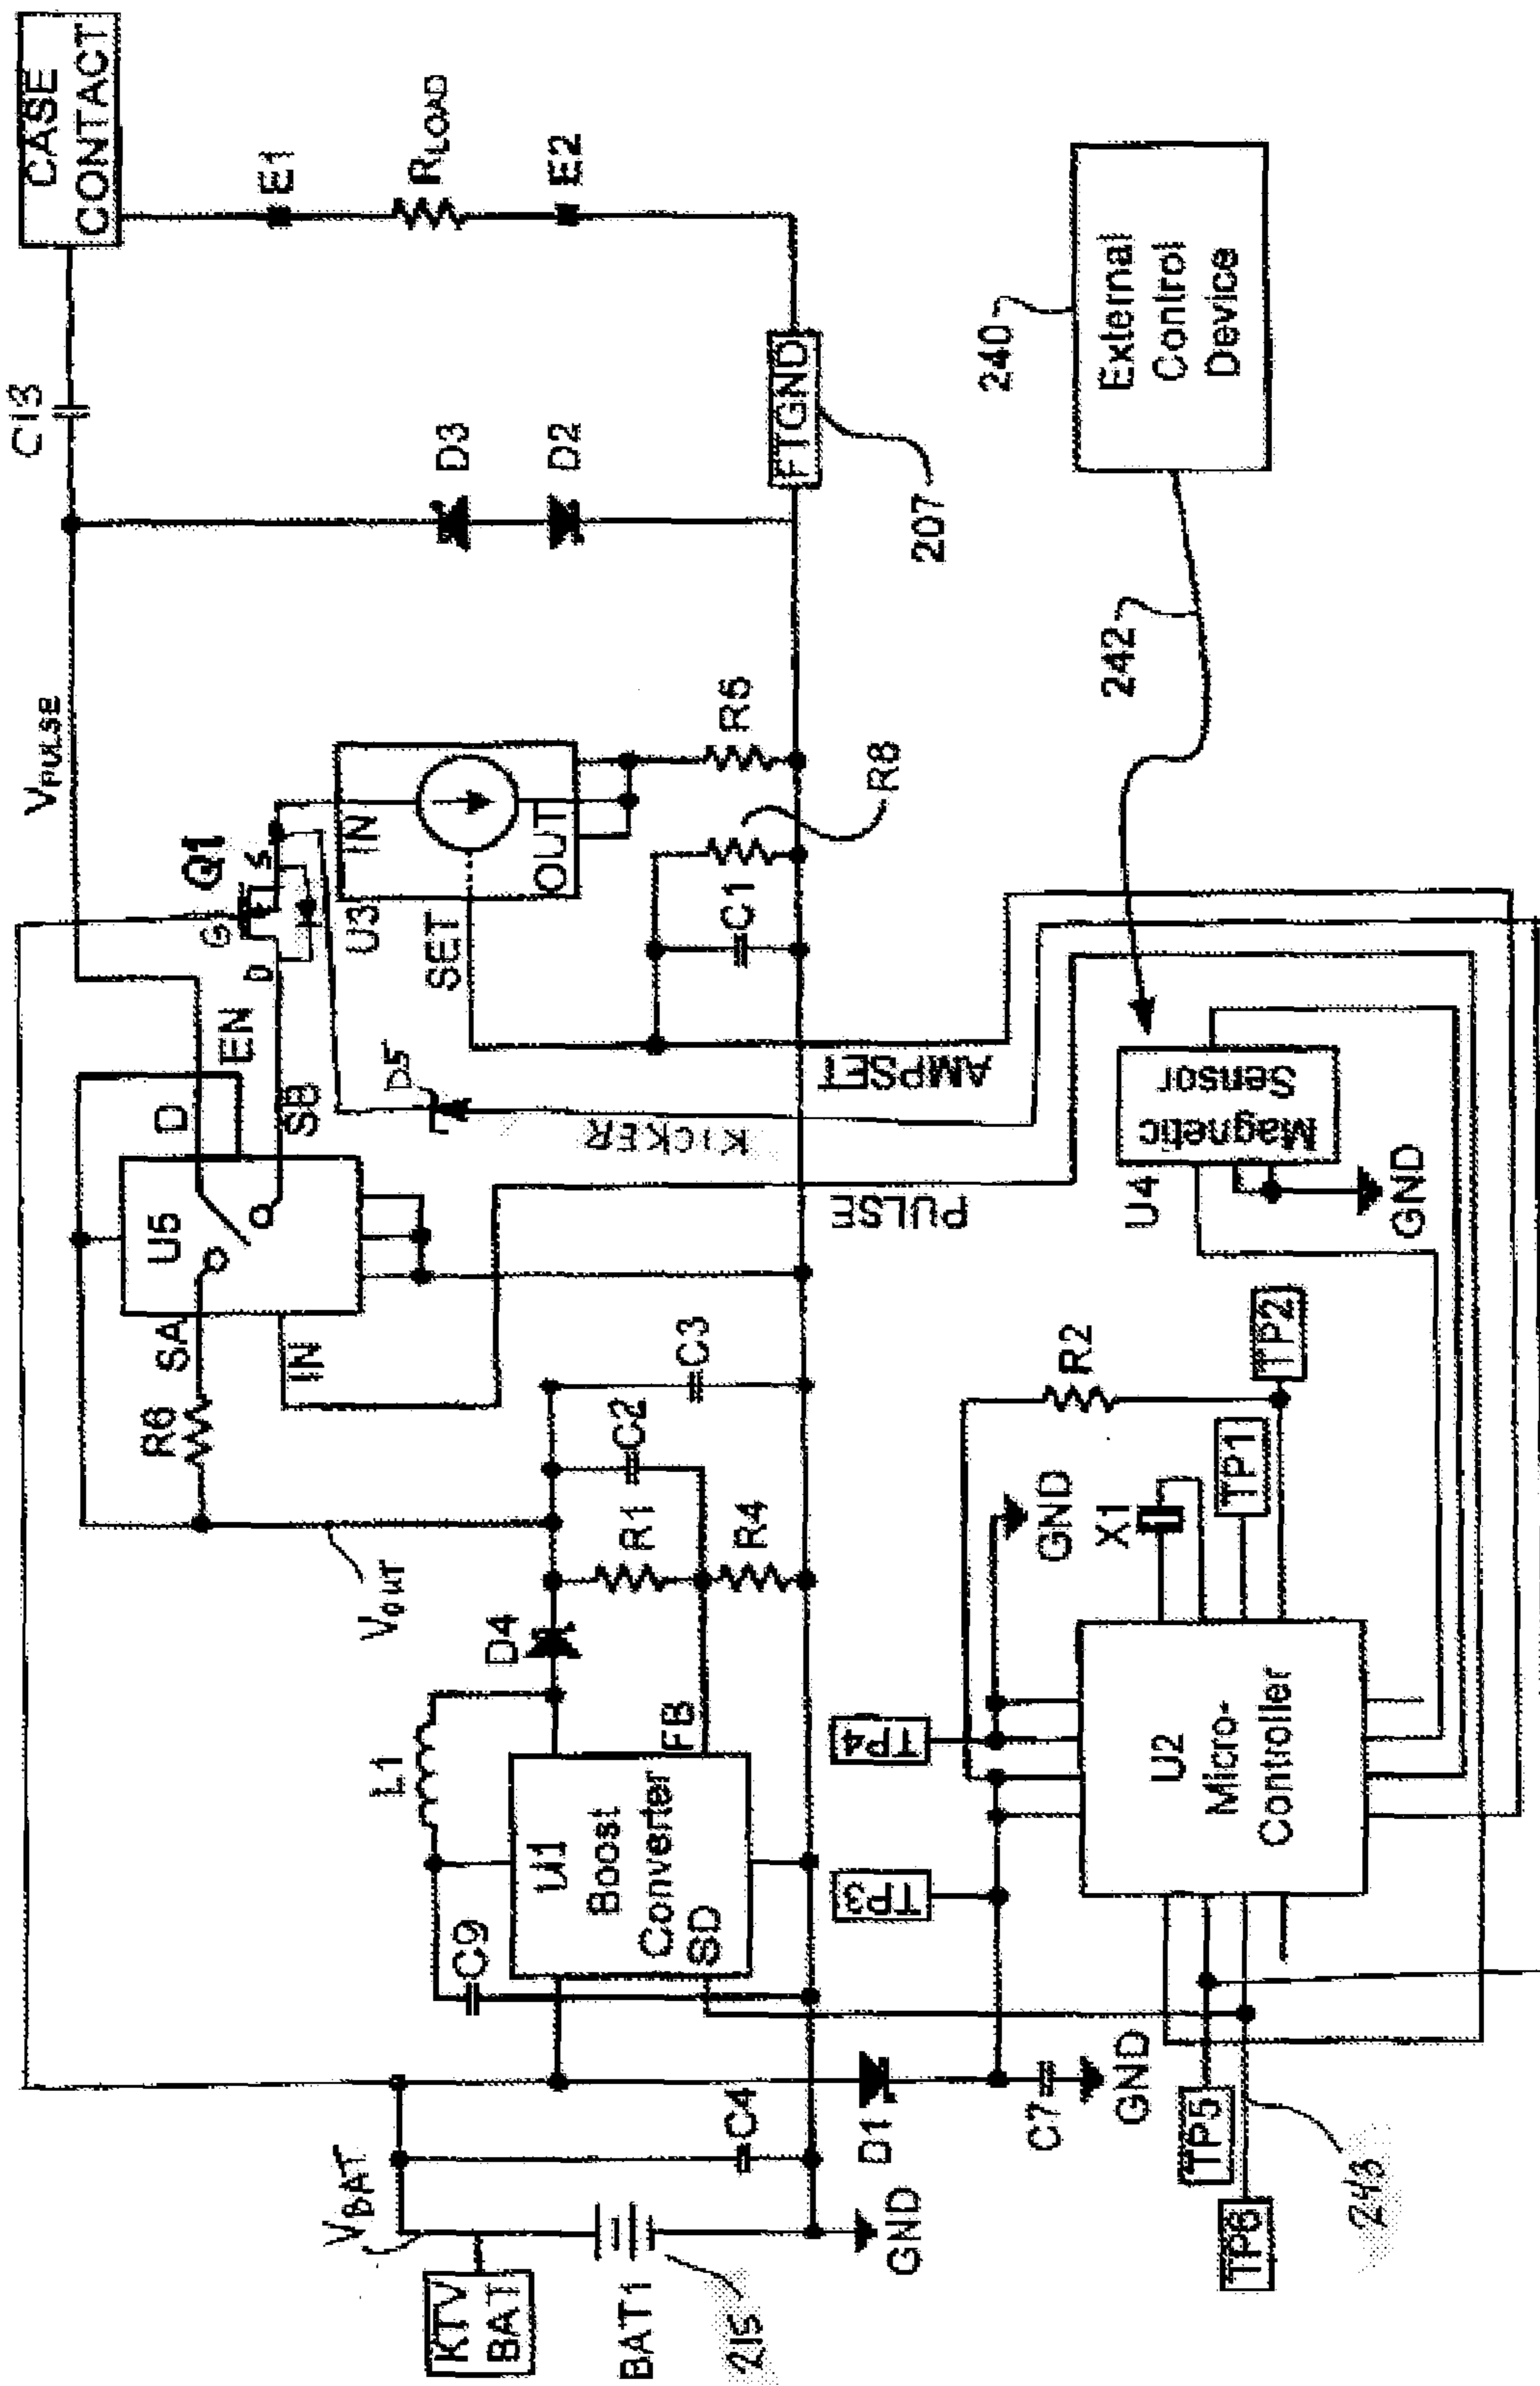 CASE
CONTACT
C13
E1
RLOAD
E2
D3
D2
FTGND
207
240
External
Control
Device
242
VPULSE
Q1
G
S
D
U3
IN
OUT
SET
R5
R8
C1
EN
D
SB
D5
KICKER
AMPSET
PULSE
U5
SA
IN
R6
C3
C2
R1
R4
VOUT
D4
L1
FB
U1
Boost
Converter
SD
C9
U4
Magnetic
Sensor
GND
R2
TP2
TP1
X1
GND
TP4
TP3
U2
Micro-
Controller
VBAT
KTV
BAT
BAT1
215
C4
GND
D1
C7
GND
TP5
TP6
243